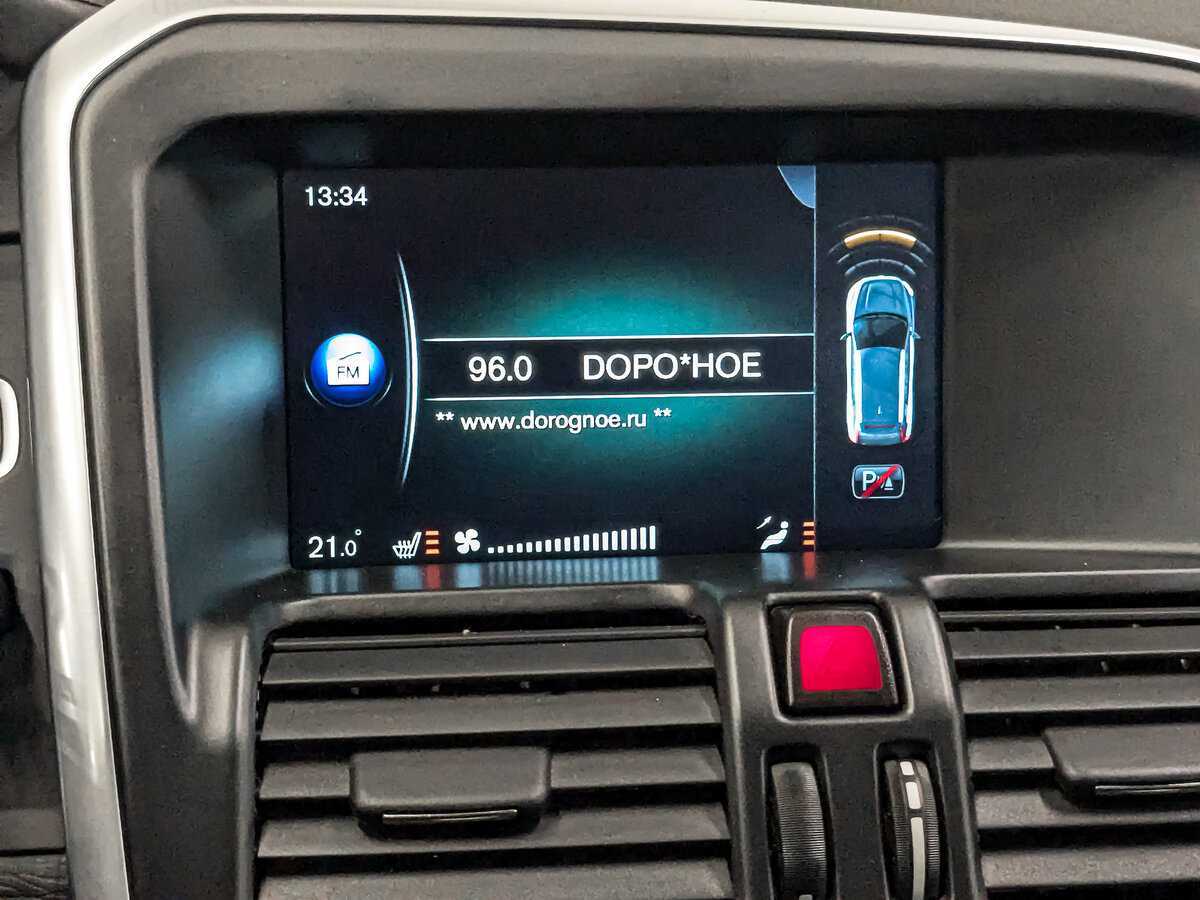 13:34
FM
96.0 DOPO*HOE
** www.dorognoe.ru **
P
21.0°